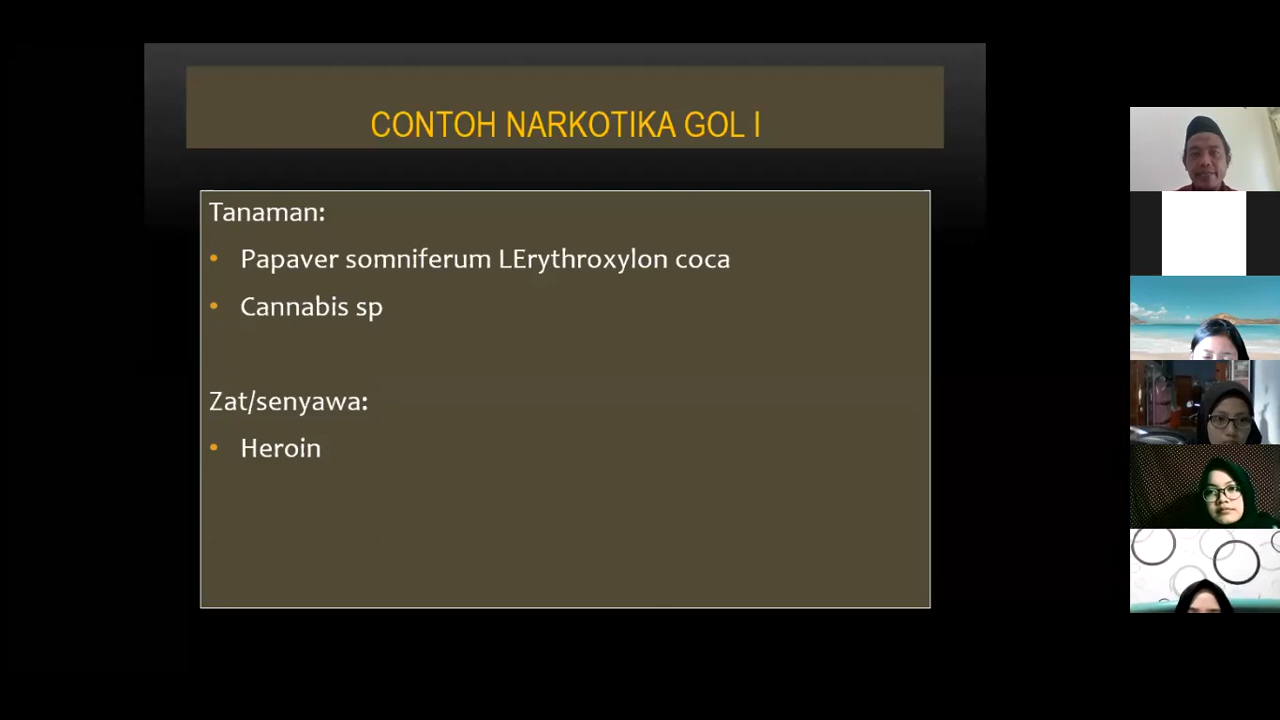 CONTOH NARKOTIKA GOL I
Tanaman:
• Papaver somniferum LErythroxylon coca
• Cannabis sp
Zat/senyawa:
• Heroin